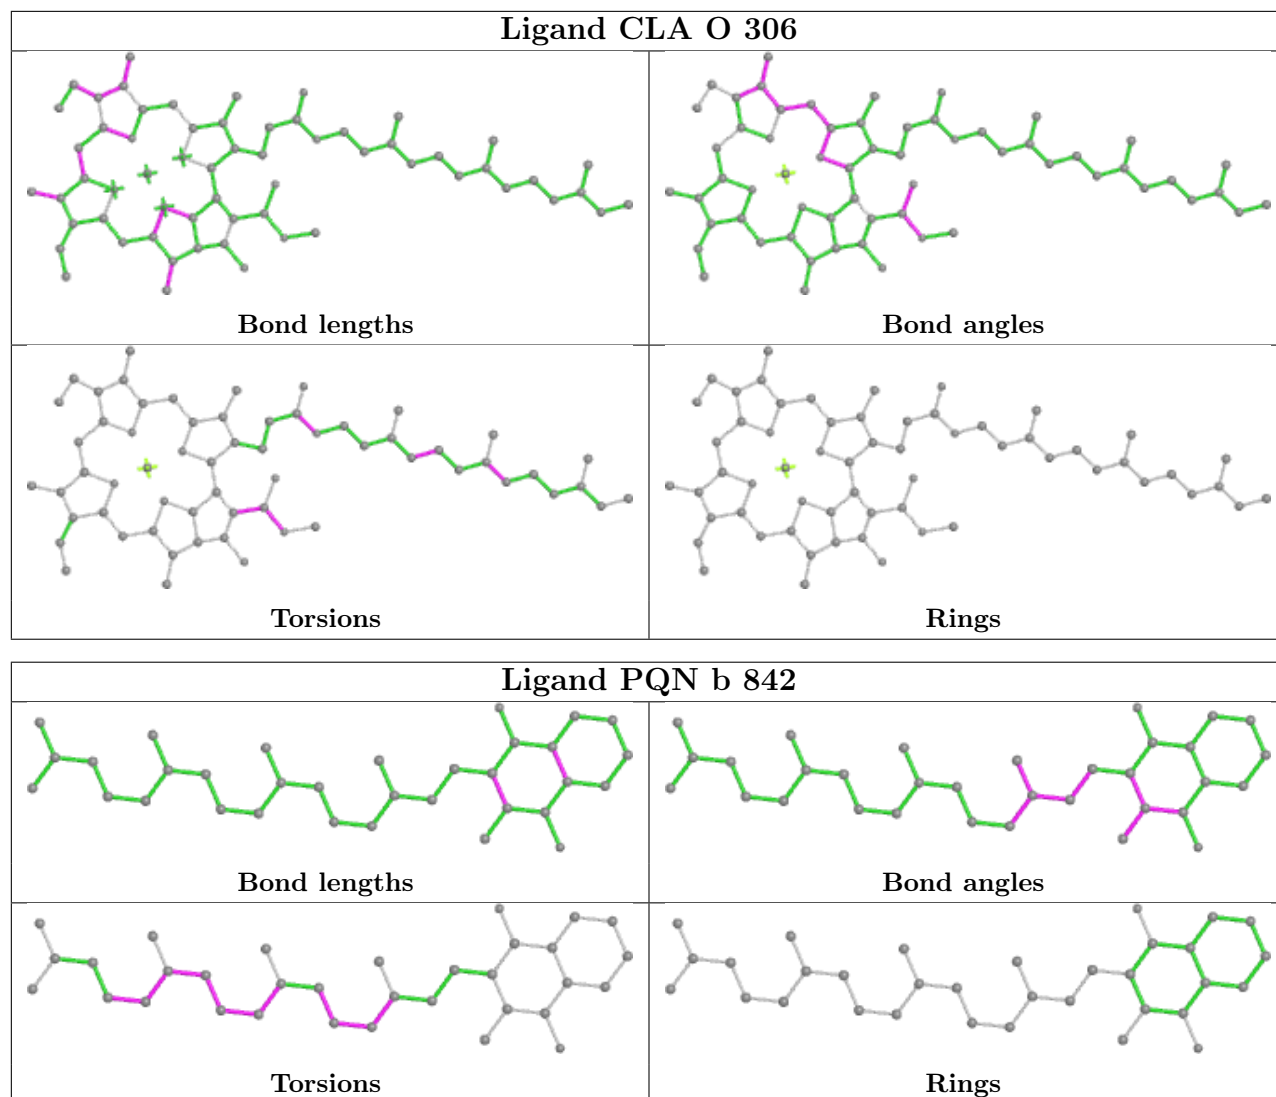 Ligand CLA O 306
Bond lengths
Bond angles
Torsions
Rings
Ligand PQN b 842
Bond lengths
Bond angles
Torsions
Rings